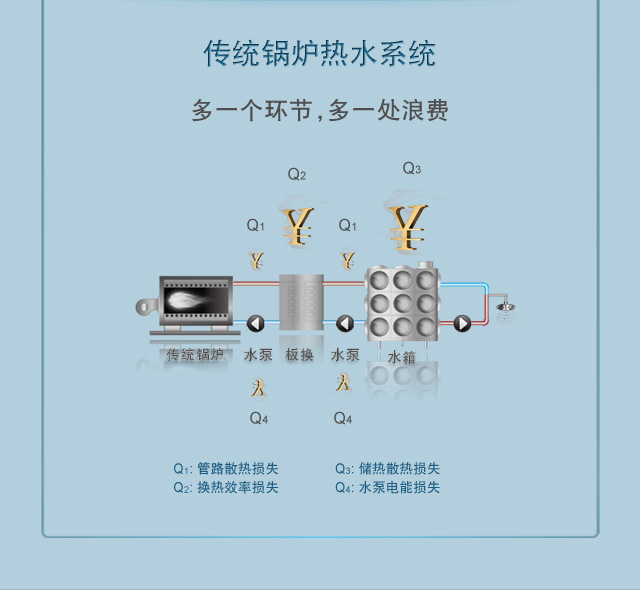 传统锅炉热水系统
多一个环节,多一处浪费
Q3
Q2
Q1 Q1
传统锅炉 水泵 板换 水泵 水箱
Q4 Q4
Q1: 管路散热损失 Q3: 储热散热损失
Q2: 换热效率损失 Q4: 水泵电能损失